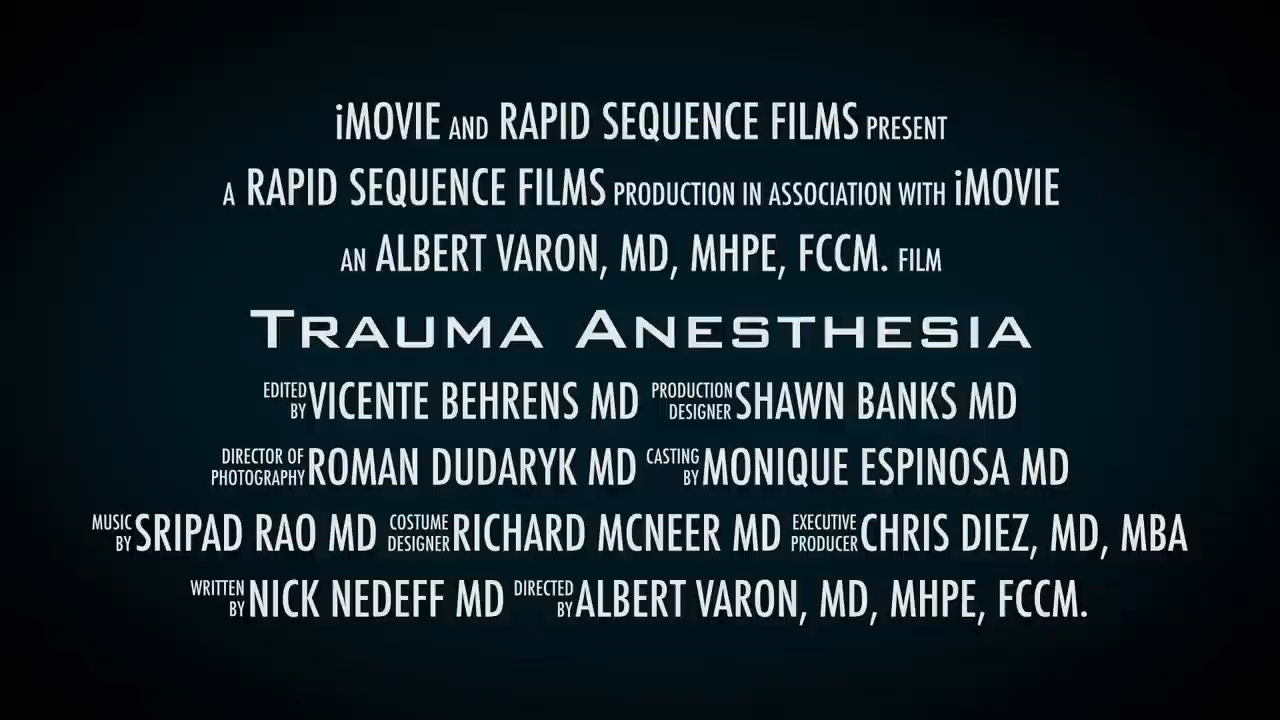 iMOVIE AND RAPID SEQUENCE FILMS PRESENT
A RAPID SEQUENCE FILMS PRODUCTION IN ASSOCIATION WITH iMOVIE
AN ALBERT VARON, MD, MHPE, FCCM. FILM
TRAUMA ANESTHESIA
EDITED BY VICENTE BEHRENS MD PRODUCTION DESIGNER SHAWN BANKS MD
DIRECTOR OF PHOTOGRAPHY ROMAN DUDARYK MD CASTING BY MONIQUE ESPINOSA MD
MUSIC BY SRIPAD RAO MD COSTUME DESIGNER RICHARD MCNEER MD EXECUTIVE PRODUCER CHRIS DIEZ, MD, MBA
WRITTEN BY NICK NEDEFF MD DIRECTED BY ALBERT VARON, MD, MHPE, FCCM.